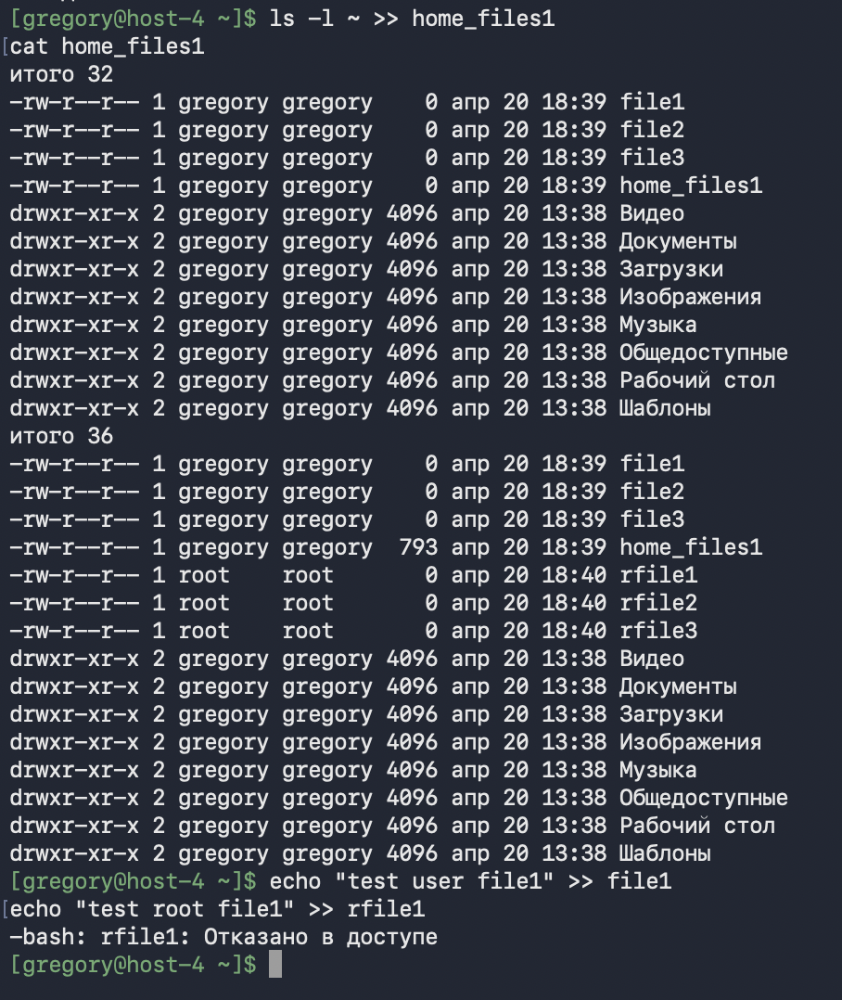 [gregory@host-4 ~]$ ls -l ~ >> home_files1
[cat home_files1
итого 32
-rw-r--r-- 1 gregory gregory    0 апр 20 18:39 file1
-rw-r--r-- 1 gregory gregory    0 апр 20 18:39 file2
-rw-r--r-- 1 gregory gregory    0 апр 20 18:39 file3
-rw-r--r-- 1 gregory gregory    0 апр 20 18:39 home_files1
drwxr-xr-x 2 gregory gregory 4096 апр 20 13:38 Видео
drwxr-xr-x 2 gregory gregory 4096 апр 20 13:38 Документы
drwxr-xr-x 2 gregory gregory 4096 апр 20 13:38 Загрузки
drwxr-xr-x 2 gregory gregory 4096 апр 20 13:38 Изображения
drwxr-xr-x 2 gregory gregory 4096 апр 20 13:38 Музыка
drwxr-xr-x 2 gregory gregory 4096 апр 20 13:38 Общедоступные
drwxr-xr-x 2 gregory gregory 4096 апр 20 13:38 Рабочий стол
drwxr-xr-x 2 gregory gregory 4096 апр 20 13:38 Шаблоны
итого 36
-rw-r--r-- 1 gregory gregory    0 апр 20 18:39 file1
-rw-r--r-- 1 gregory gregory    0 апр 20 18:39 file2
-rw-r--r-- 1 gregory gregory    0 апр 20 18:39 file3
-rw-r--r-- 1 gregory gregory  793 апр 20 18:39 home_files1
-rw-r--r-- 1 root    root       0 апр 20 18:40 rfile1
-rw-r--r-- 1 root    root       0 апр 20 18:40 rfile2
-rw-r--r-- 1 root    root       0 апр 20 18:40 rfile3
drwxr-xr-x 2 gregory gregory 4096 апр 20 13:38 Видео
drwxr-xr-x 2 gregory gregory 4096 апр 20 13:38 Документы
drwxr-xr-x 2 gregory gregory 4096 апр 20 13:38 Загрузки
drwxr-xr-x 2 gregory gregory 4096 апр 20 13:38 Изображения
drwxr-xr-x 2 gregory gregory 4096 апр 20 13:38 Музыка
drwxr-xr-x 2 gregory gregory 4096 апр 20 13:38 Общедоступные
drwxr-xr-x 2 gregory gregory 4096 апр 20 13:38 Рабочий стол
drwxr-xr-x 2 gregory gregory 4096 апр 20 13:38 Шаблоны
[gregory@host-4 ~]$ echo "test user file1" >> file1
[echo "test root file1" >> rfile1
-bash: rfile1: Отказано в доступе
[gregory@host-4 ~]$